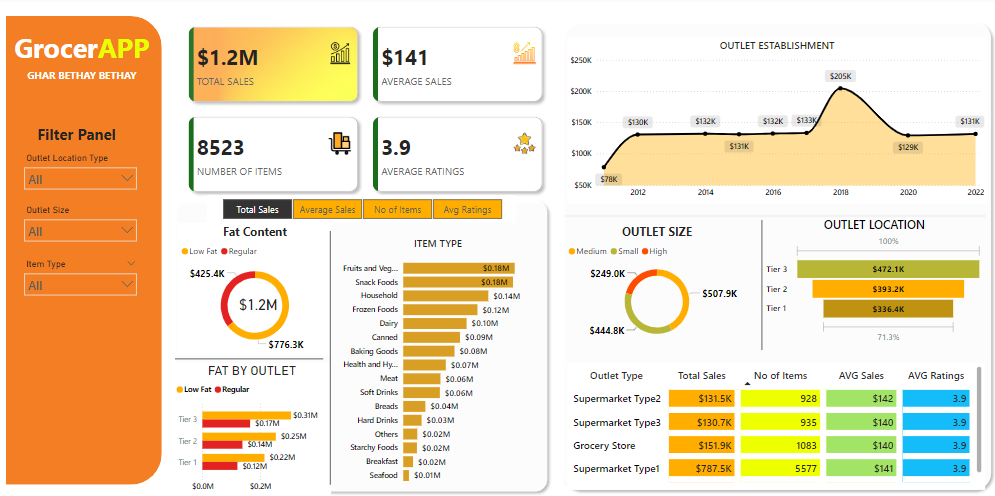 GrocerAPP
GHAR BETHAY BETHAY
Filter Panel
Outlet Location Type
All
Outlet Size
All
Item Type
All
$1.2M
TOTAL SALES
$141
AVERAGE SALES
8523
NUMBER OF ITEMS
3.9
AVERAGE RATINGS
Total Sales
Average Sales
No of Items
Avg Ratings
Fat Content
Low Fat Regular
$425.4K
$1.2M
$776.3K
FAT BY OUTLET
Low Fat Regular
Tier 3 $0.31M
$0.17M
Tier 2 $0.25M
$0.14M
Tier 1 $0.22M
$0.12M
$0.0M $0.2M
ITEM TYPE
Fruits and Veg... $0.18M
Snack Foods $0.18M
Household $0.14M
Frozen Foods $0.12M
Dairy $0.10M
Canned $0.09M
Baking Goods $0.08M
Health and Hy... $0.07M
Meat $0.06M
Soft Drinks $0.06M
Breads $0.04M
Hard Drinks $0.03M
Others $0.02M
Starchy Foods $0.02M
Breakfast $0.02M
Seafood $0.01M
OUTLET ESTABLISHMENT
$250K
$200K
$150K
$100K
$50K
$78K
$130K
$132K
$131K
$132K
$133K
$205K
$129K
$131K
2012 2014 2016 2018 2020 2022
OUTLET SIZE
Medium Small High
$249.0K
$507.9K
$444.8K
OUTLET LOCATION
100%
Tier 3 $472.1K
Tier 2 $393.2K
Tier 1 $336.4K
71.3%
Outlet Type Total Sales No of Items AVG Sales AVG Ratings
Supermarket Type2 $131.5K 928 $142 3.9
Supermarket Type3 $130.7K 935 $140 3.9
Grocery Store $151.9K 1083 $140 3.9
Supermarket Type1 $787.5K 5577 $141 3.9